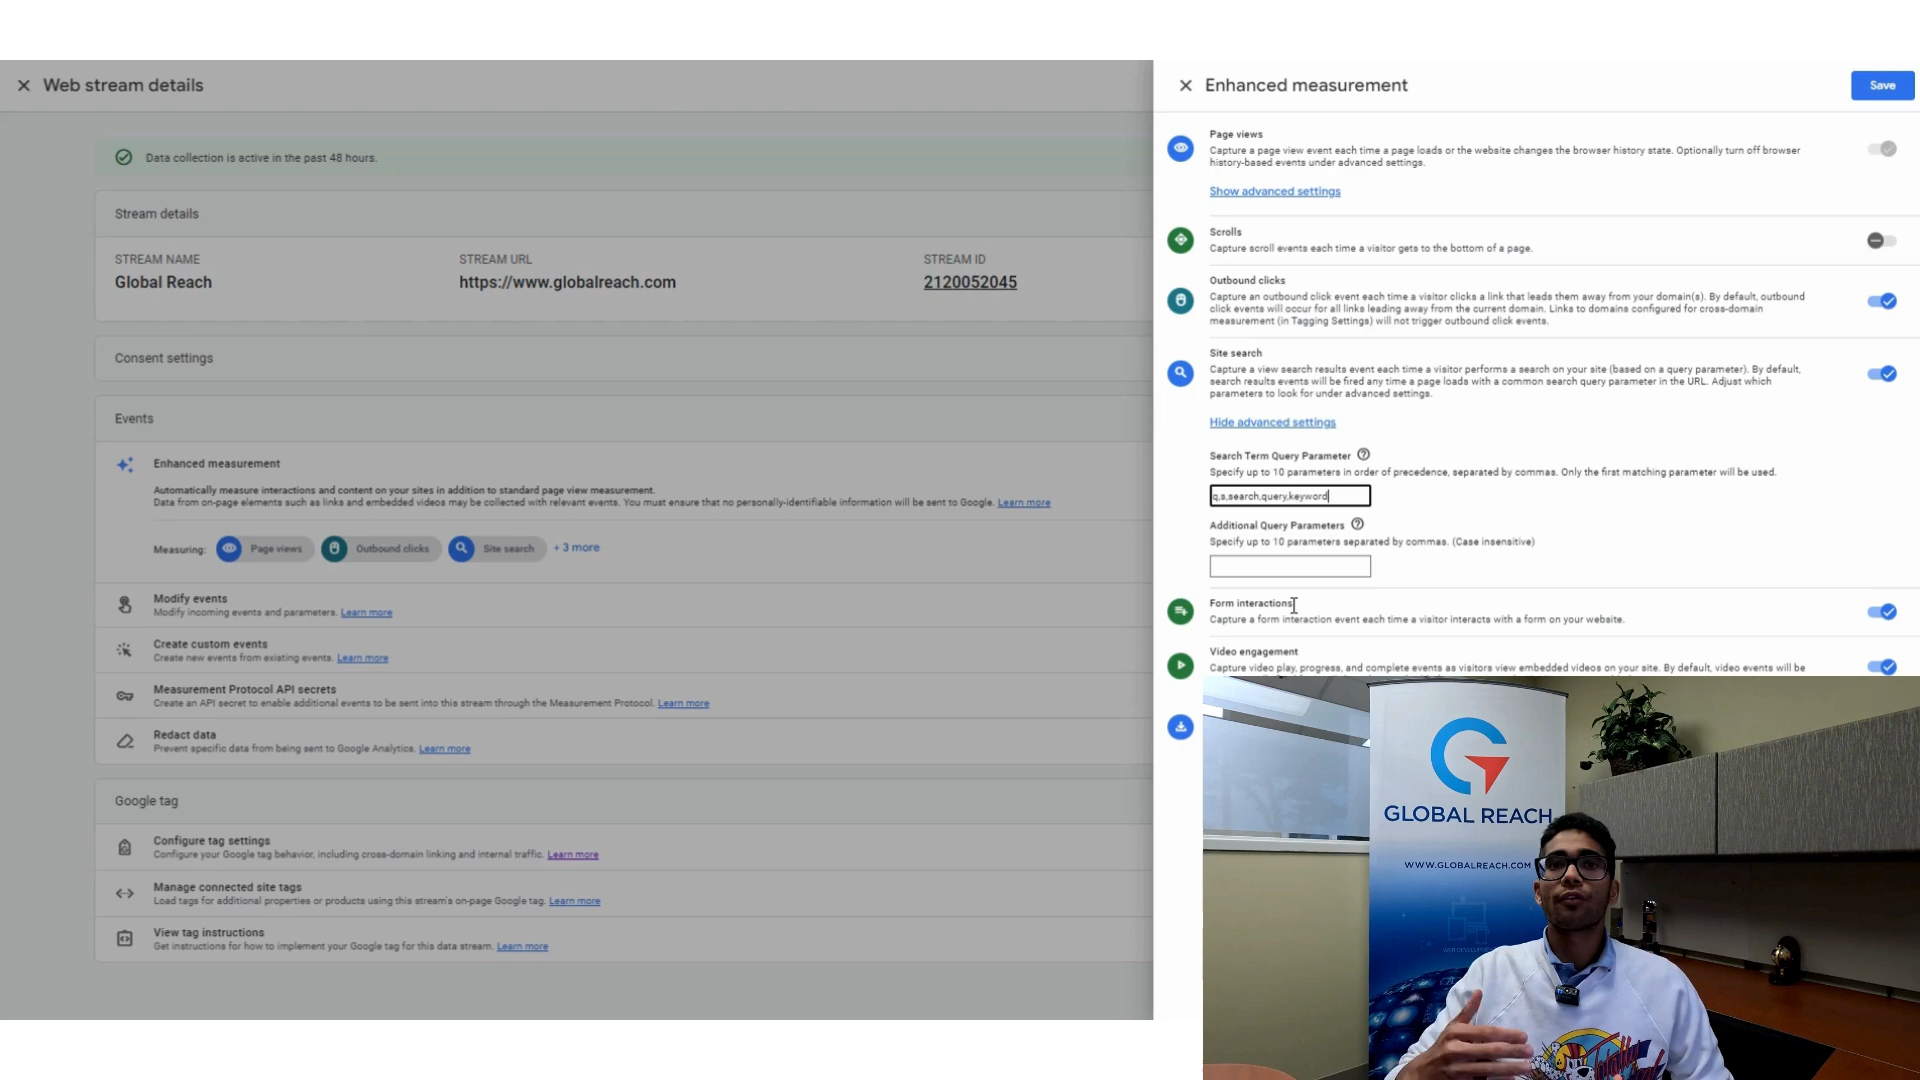 Web stream details
Data collection is active in the past 48 hours.
Stream details
STREAM NAME
Global Reach
STREAM URL
https://www.globalreach.com
STREAM ID
2120052045
Consent settings
Events
Enhanced measurement
Automatically measure interactions and content on your sites in addition to standard page view measurement.
Data from on-page elements such as links and embedded videos may be collected with relevant events. You must ensure that no personally-identifiable information will be sent to Google. Learn more
Measuring: Page views Outbound clicks Site search + 3 more
Modify events
Modify incoming events and parameters. Learn more
Create custom events
Create new events from existing events. Learn more
Measurement Protocol API secrets
Create an API secret to enable additional events to be sent into this stream through the Measurement Protocol. Learn more
Redact data
Prevent specific data from being sent to Google Analytics. Learn more
Google tag
Configure tag settings
Configure your Google tag behavior, including cross-domain linking and internal traffic. Learn more
Manage connected site tags
Load tags for additional properties or products using this stream's on-page Google tag. Learn more
View tag instructions
Get instructions for how to implement your Google tag for this data stream. Learn more
Enhanced measurement
Save
Page views
Capture a page view event each time a page loads or the website changes the browser history state. Optionally turn off browser
history-based events under advanced settings.
Show advanced settings
Scrolls
Capture scroll events each time a visitor gets to the bottom of a page.
Outbound clicks
Capture an outbound click event each time a visitor clicks a link that leads them away from your domain(s). By default, outbound
click events will occur for all links leading away from the current domain. Links to domains configured for cross-domain
measurement (in Tagging Settings) will not trigger outbound click events.
Site search
Capture a view search results event each time a visitor performs a search on your site (based on a query parameter). By default,
search results events will be fired any time a page loads with a common search query parameter in the URL. Adjust which
parameters to look for under advanced settings.
Hide advanced settings
Search Term Query Parameter
Specify up to 10 parameters in order of precedence, separated by commas. Only the first matching parameter will be used.
q,s,search,query,keyword
Additional Query Parameters
Specify up to 10 parameters separated by commas. (Case insensitive)
Form interactions
Capture a form interaction event each time a visitor interacts with a form on your website.
Video engagement
Capture video play, progress, and complete events as visitors view embedded videos on your site. By default, video events will be
GLOBAL REACH
WWW.GLOBALREACH.COM
Totally